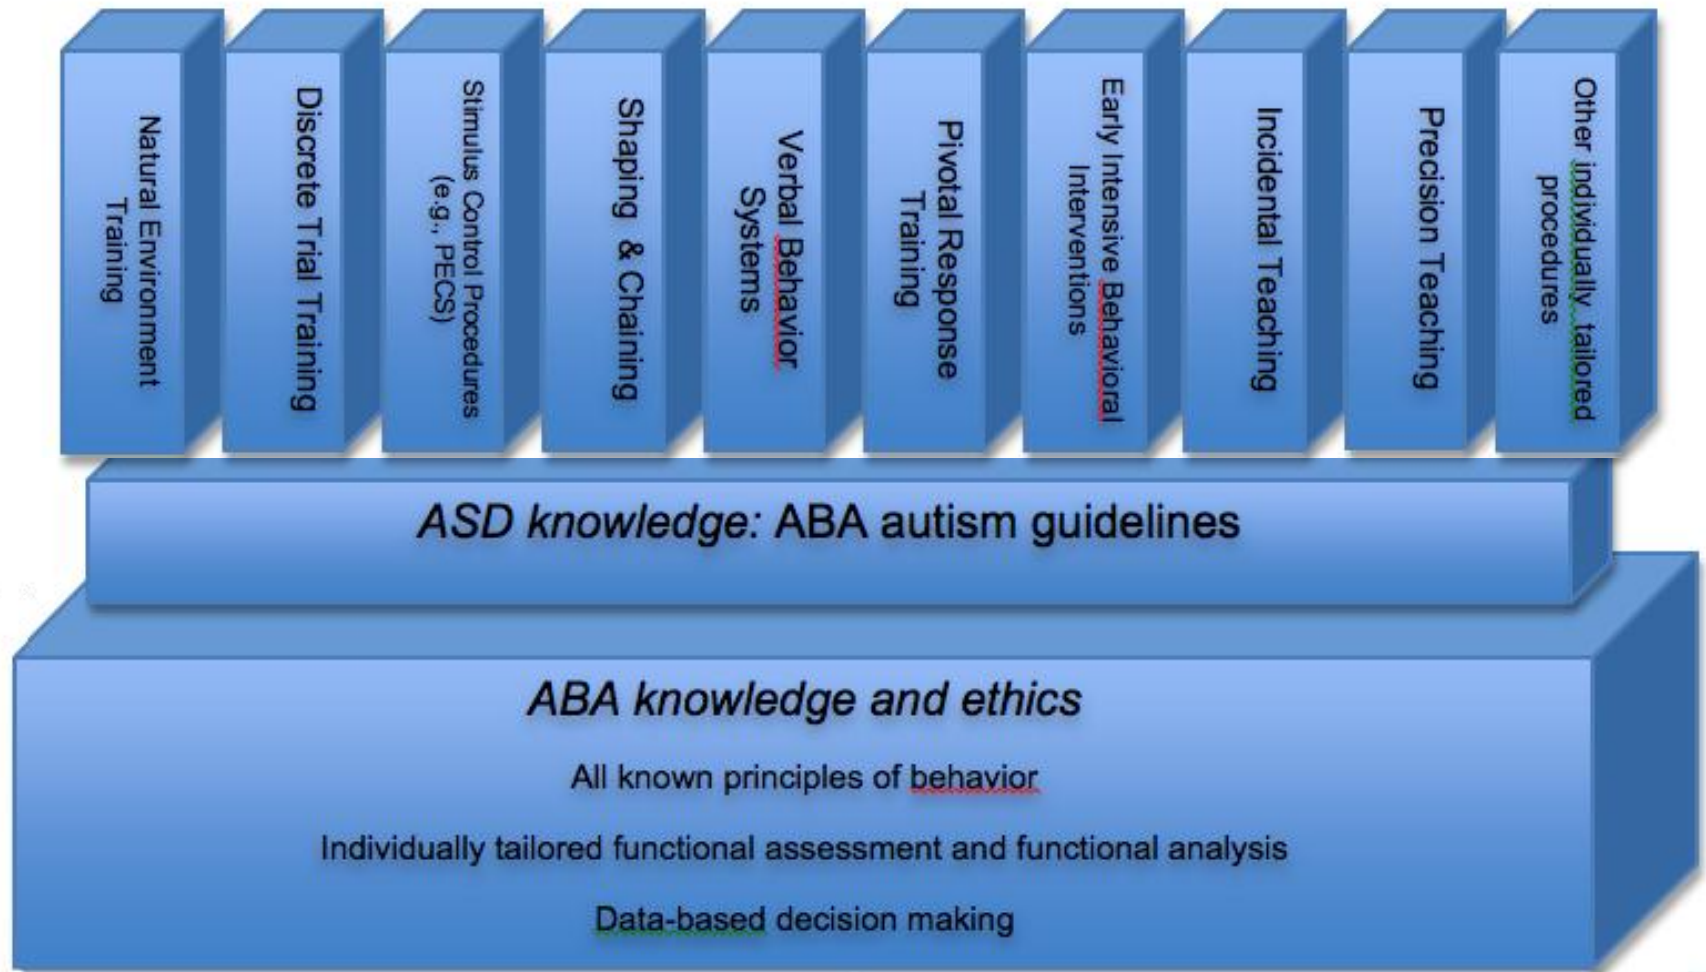 Natural Environment
Training
Discrete Trial Training
Stimulus Control Procedures
(e.g., PECS)
Shaping & Chaining
Verbal Behavior
Systems
Pivotal Response
Training
Early Intensive Behavioral
Interventions
Incidental Teaching
Precision Teaching
Other individually tailored
procedures
ASD knowledge: ABA autism guidelines
ABA knowledge and ethics
All known principles of behavior
Individually tailored functional assessment and functional analysis
Data-based decision making